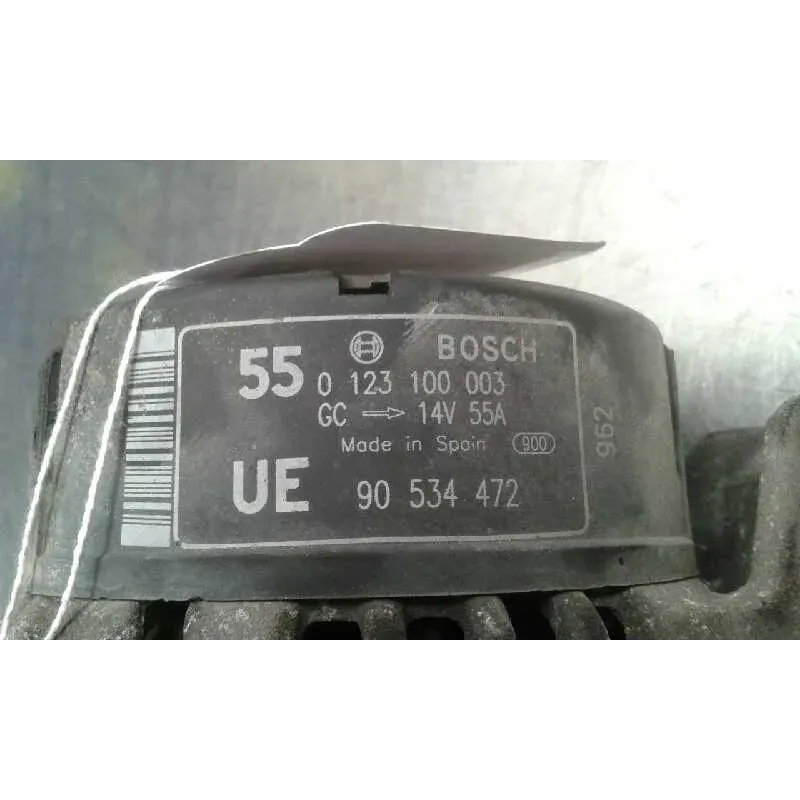 55 BOSCH
0 123 100 003
GC → 14V 55A
Made in Spain 900
UE 90 534 472
962